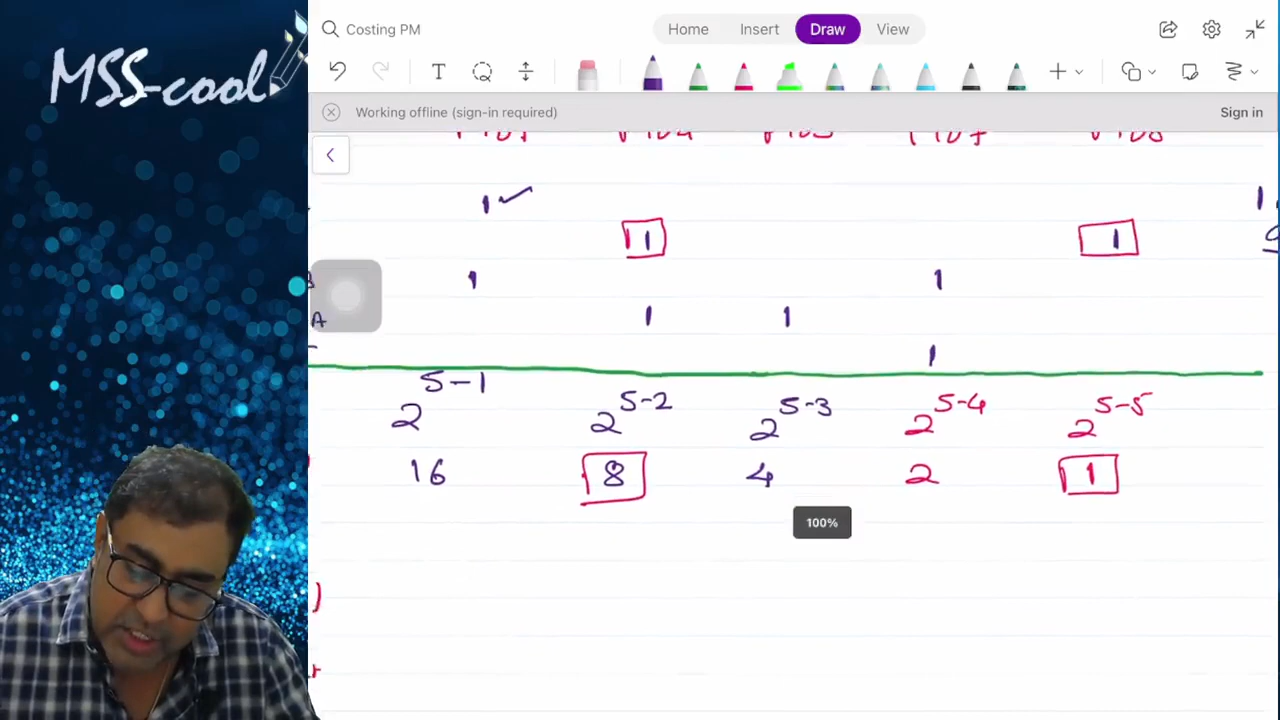 MSS-cool
Costing PM
Home Insert Draw View
Working offline (sign-in required)
Sign in
1 1
1 1
1 1
A 1 1
1
2^5-1 2^5-2 2^5-3 2^5-4 2^5-5
16 8 4 2 1
100%